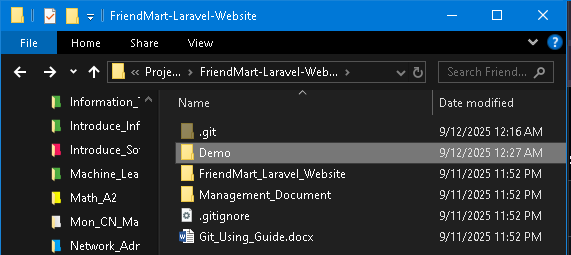 FriendMart-Laravel-Website
File Home Share View
Proje... FriendMart-Laravel-Web... Search Friend...
Name Date modified
Information_T
Introduce_Inf
Introduce_Sof
Machine_Lea
Math_A2
Mon_CN_Ma
Network_Adr
.git 9/12/2025 12:16 AM
Demo 9/12/2025 12:27 AM
FriendMart_Laravel_Website 9/11/2025 11:52 PM
Management_Document 9/11/2025 11:52 PM
.gitignore 9/11/2025 11:52 PM
Git_Using_Guide.docx 9/11/2025 11:52 PM